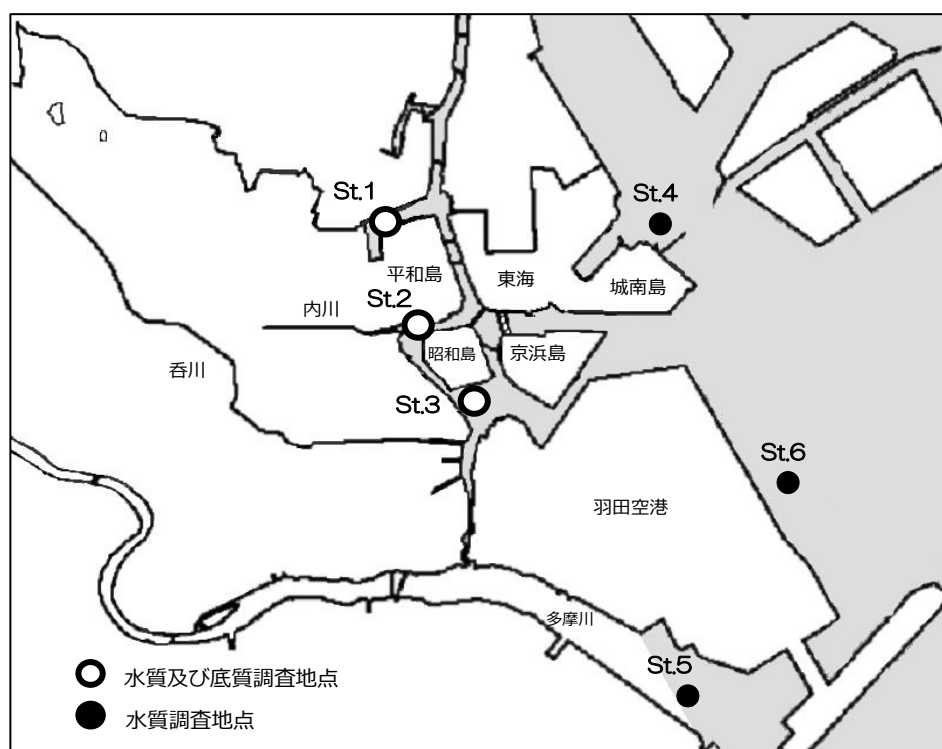 St.1
St.4
平和島
東海
城南島
St.2
内川
昭和島
京浜島
呑川
St.3
St.6
羽田空港
多摩川
St.5
水質及び底質調査地点
水質調査地点